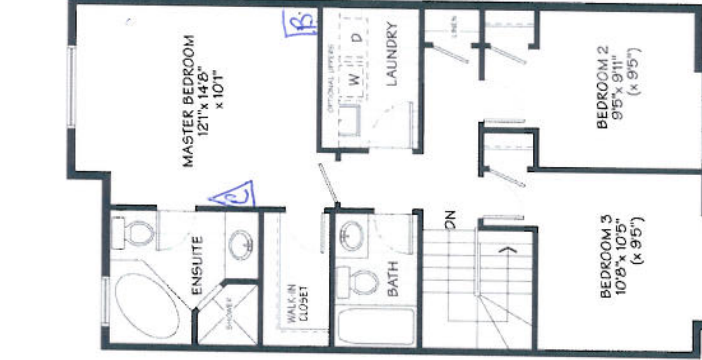 MASTER BEDROOM
12'1" x 14'8"
x 10'1"
B
C
OPTIONAL UPPERS
W D
LAUNDRY
LINEN
BEDROOM 2
9'5" x 9'11"
(x 9'5")
ENSUITE
SHOWER
WALK-IN
CLOSET
BATH
DN
BEDROOM 3
10'8" x 10'5"
(x 9'5")